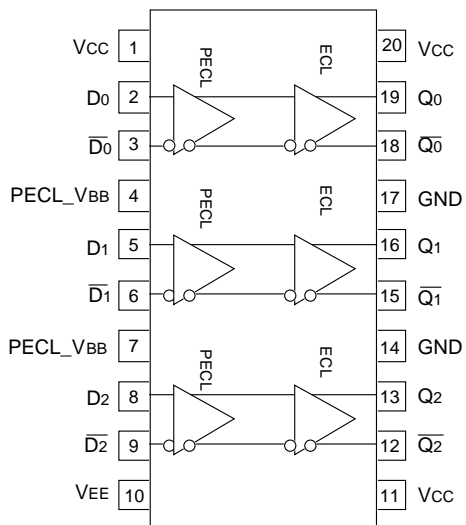 VCC 1 20 VCC
PECL ECL
D0 2 19 Q0
D̅0̅ 3 18 Q̅0̅
PECL_VBB 4 17 GND
PECL ECL
D1 5 16 Q1
D̅1̅ 6 15 Q̅1̅
PECL_VBB 7 14 GND
PECL ECL
D2 8 13 Q2
D̅2̅ 9 12 Q̅2̅
VEE 10 11 VCC